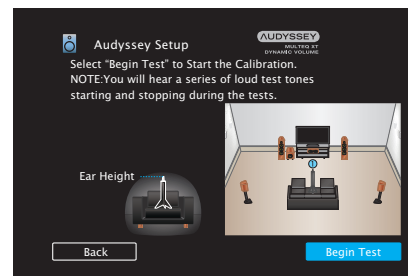 Audyssey Setup
AUDYSSEY
MULTEQ XT
DYNAMIC VOLUME
Select “Begin Test” to Start the Calibration.
NOTE:You will hear a series of loud test tones
starting and stopping during the tests.
Ear Height
Back
Begin Test